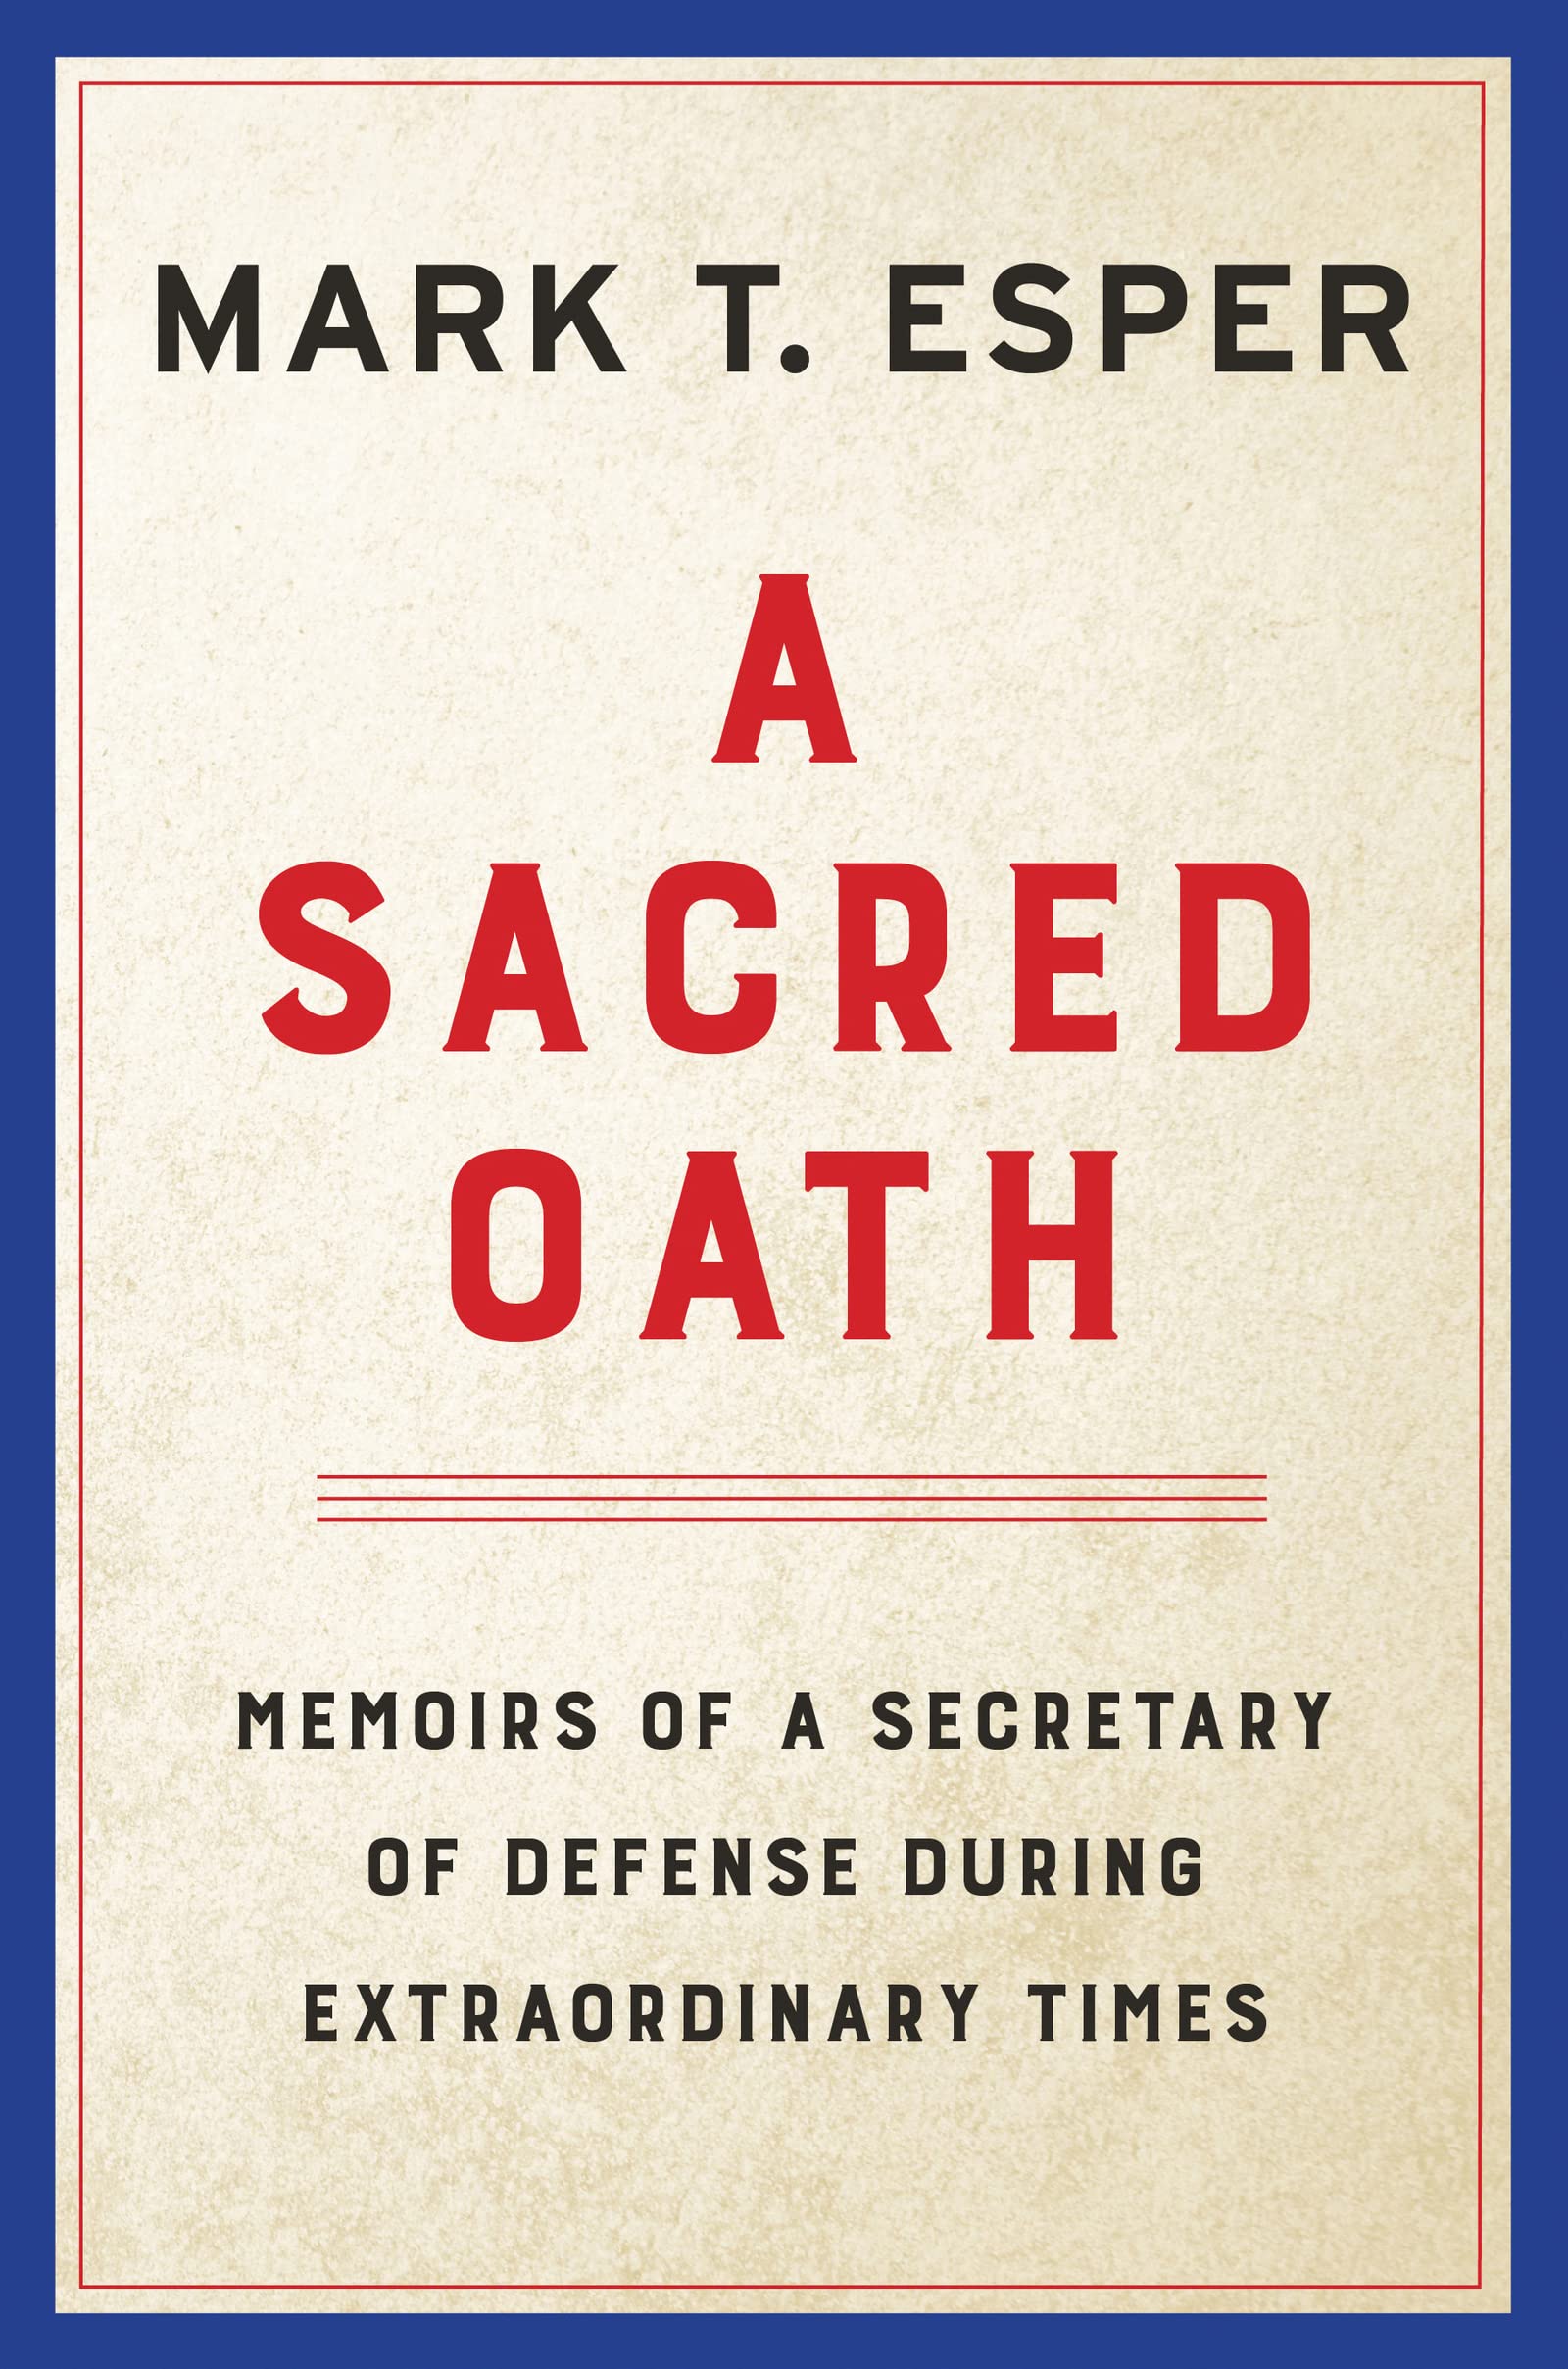 MARK T. ESPER
A
SACRED
OATH
MEMOIRS OF A SECRETARY
OF DEFENSE DURING
EXTRAORDINARY TIMES